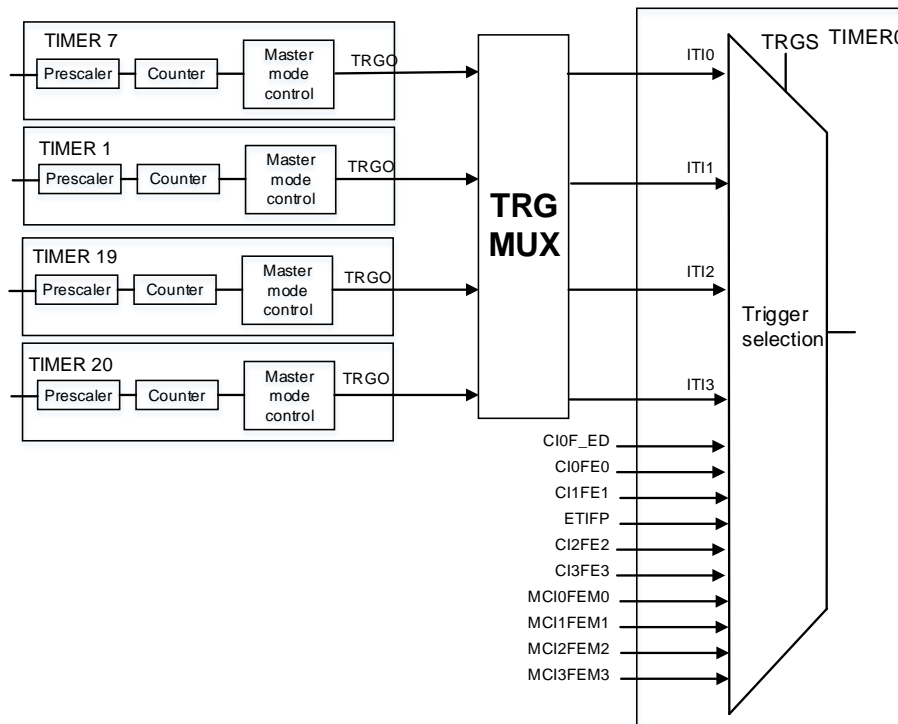 TIMER 7
Prescaler
Counter
Master
mode
control
TRGO
TIMER 1
Prescaler
Counter
Master
mode
control
TRGO
TIMER 19
Prescaler
Counter
Master
mode
control
TRGO
TIMER 20
Prescaler
Counter
Master
mode
control
TRGO
TRG
MUX
TRGS
TIMER0
ITI0
ITI1
ITI2
ITI3
CI0F_ED
CI0FE0
CI1FE1
ETIFP
CI2FE2
CI3FE3
MCI0FEM0
MCI1FEM1
MCI2FEM2
MCI3FEM3
Trigger
selection